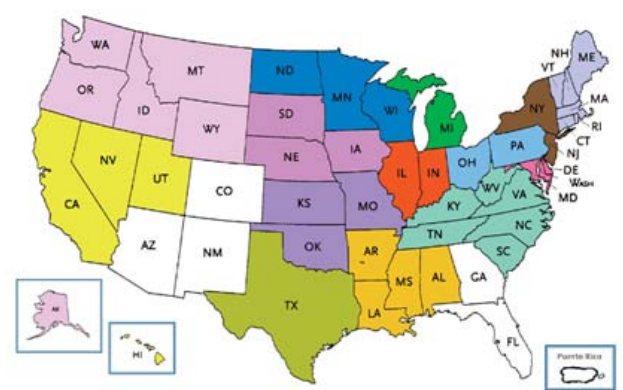 WA
MT
ND
MN
OR
ID
WY
SD
WI
MI
NY
VT
NH
ME
MA
RI
CT
NJ
PA
DE
WASH
MD
NV
UT
CO
NE
IA
IL
IN
OH
WV
VA
CA
KS
MO
KY
NC
TN
SC
AZ
NM
OK
AR
TX
LA
MS
AL
GA
FL
AK
HI
Puerto Rico